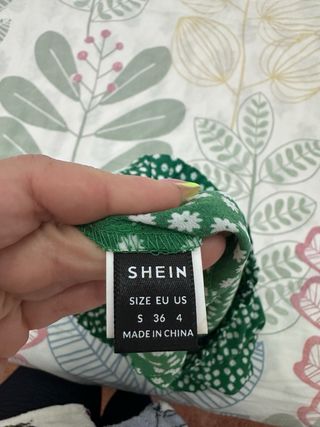 SHEIN
SIZE EU US
S 36 4
MADE IN CHINA